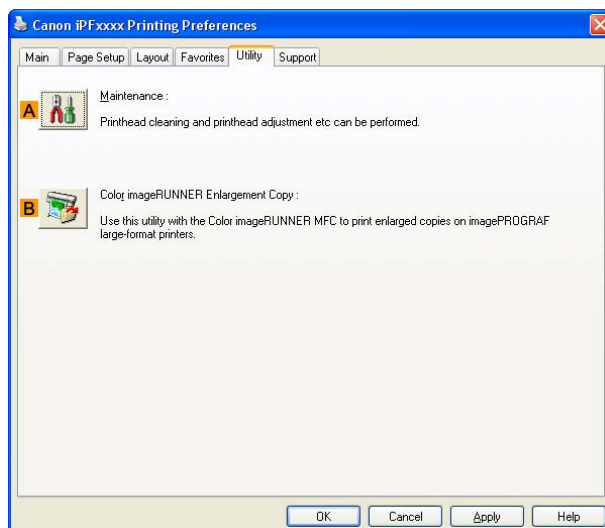 Canon iPFxxxx Printing Preferences
Main Page Setup Layout Favorites Utility Support
A
Maintenance :
Printhead cleaning and printhead adjustment etc can be performed.
B
Color imageRUNNER Enlargement Copy :
Use this utility with the Color imageRUNNER MFC to print enlarged copies on imagePROGRAF
large-format printers.
OK Cancel Apply Help